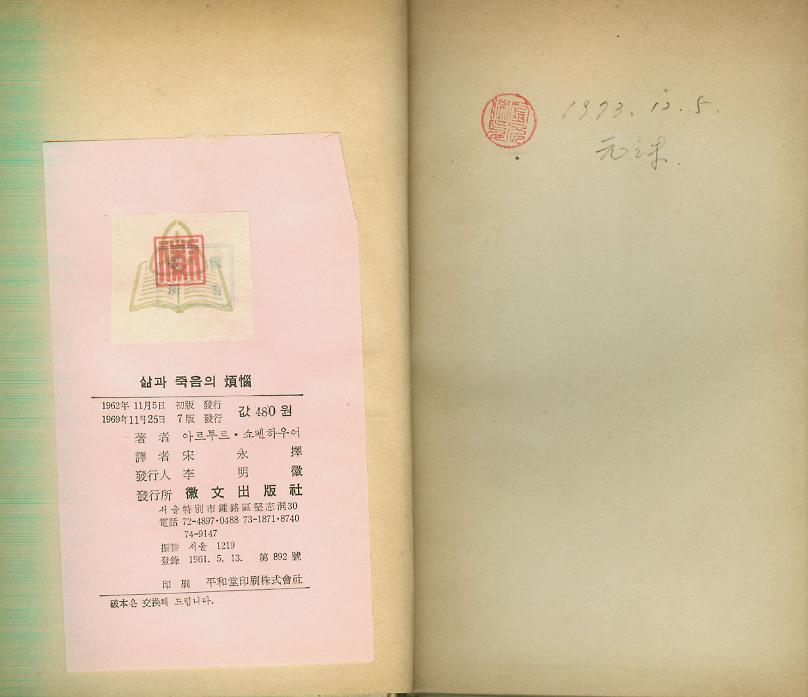 삶과 죽음의 煩惱
1962年 11月5日 初版 發行
1969年11月25日 7版 發行
값 480 원
著者 아르투르·쇼펜하우어
譯者 宋永擇
發行人 李明徽
發行所 徽文出版社
서울特別市鍾路區堅志洞30
電話 72-4897·0488 73-1871·8740
74-9147
振替 서울 1219
登錄 1961. 5. 13. 第892號
印刷 平和堂印刷株式會社
破本은 交換해 드립니다.
1973. 12. 5.